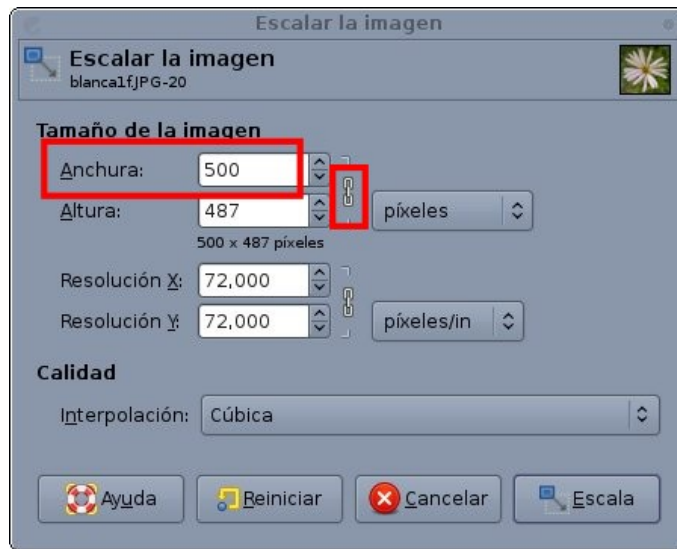 Escalar la imagen
Escalar la imagen
blanca1f.JPG-20
Tamaño de la imagen
Anchura: 500
Altura: 487 píxeles
500 x 487 píxeles
Resolución X: 72,000
Resolución Y: 72,000 píxeles/in
Calidad
Interpolación: Cúbica
Ayuda Reiniciar Cancelar Escala